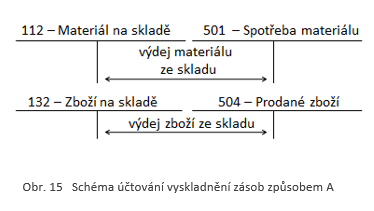 112 – Materiál na skladě 501 – Spotřeba materiálu
výdej materiálu
ze skladu
132 – Zboží na skladě 504 – Prodané zboží
výdej zboží ze skladu
Obr. 15 Schéma účtování vyskladnění zásob způsobem A